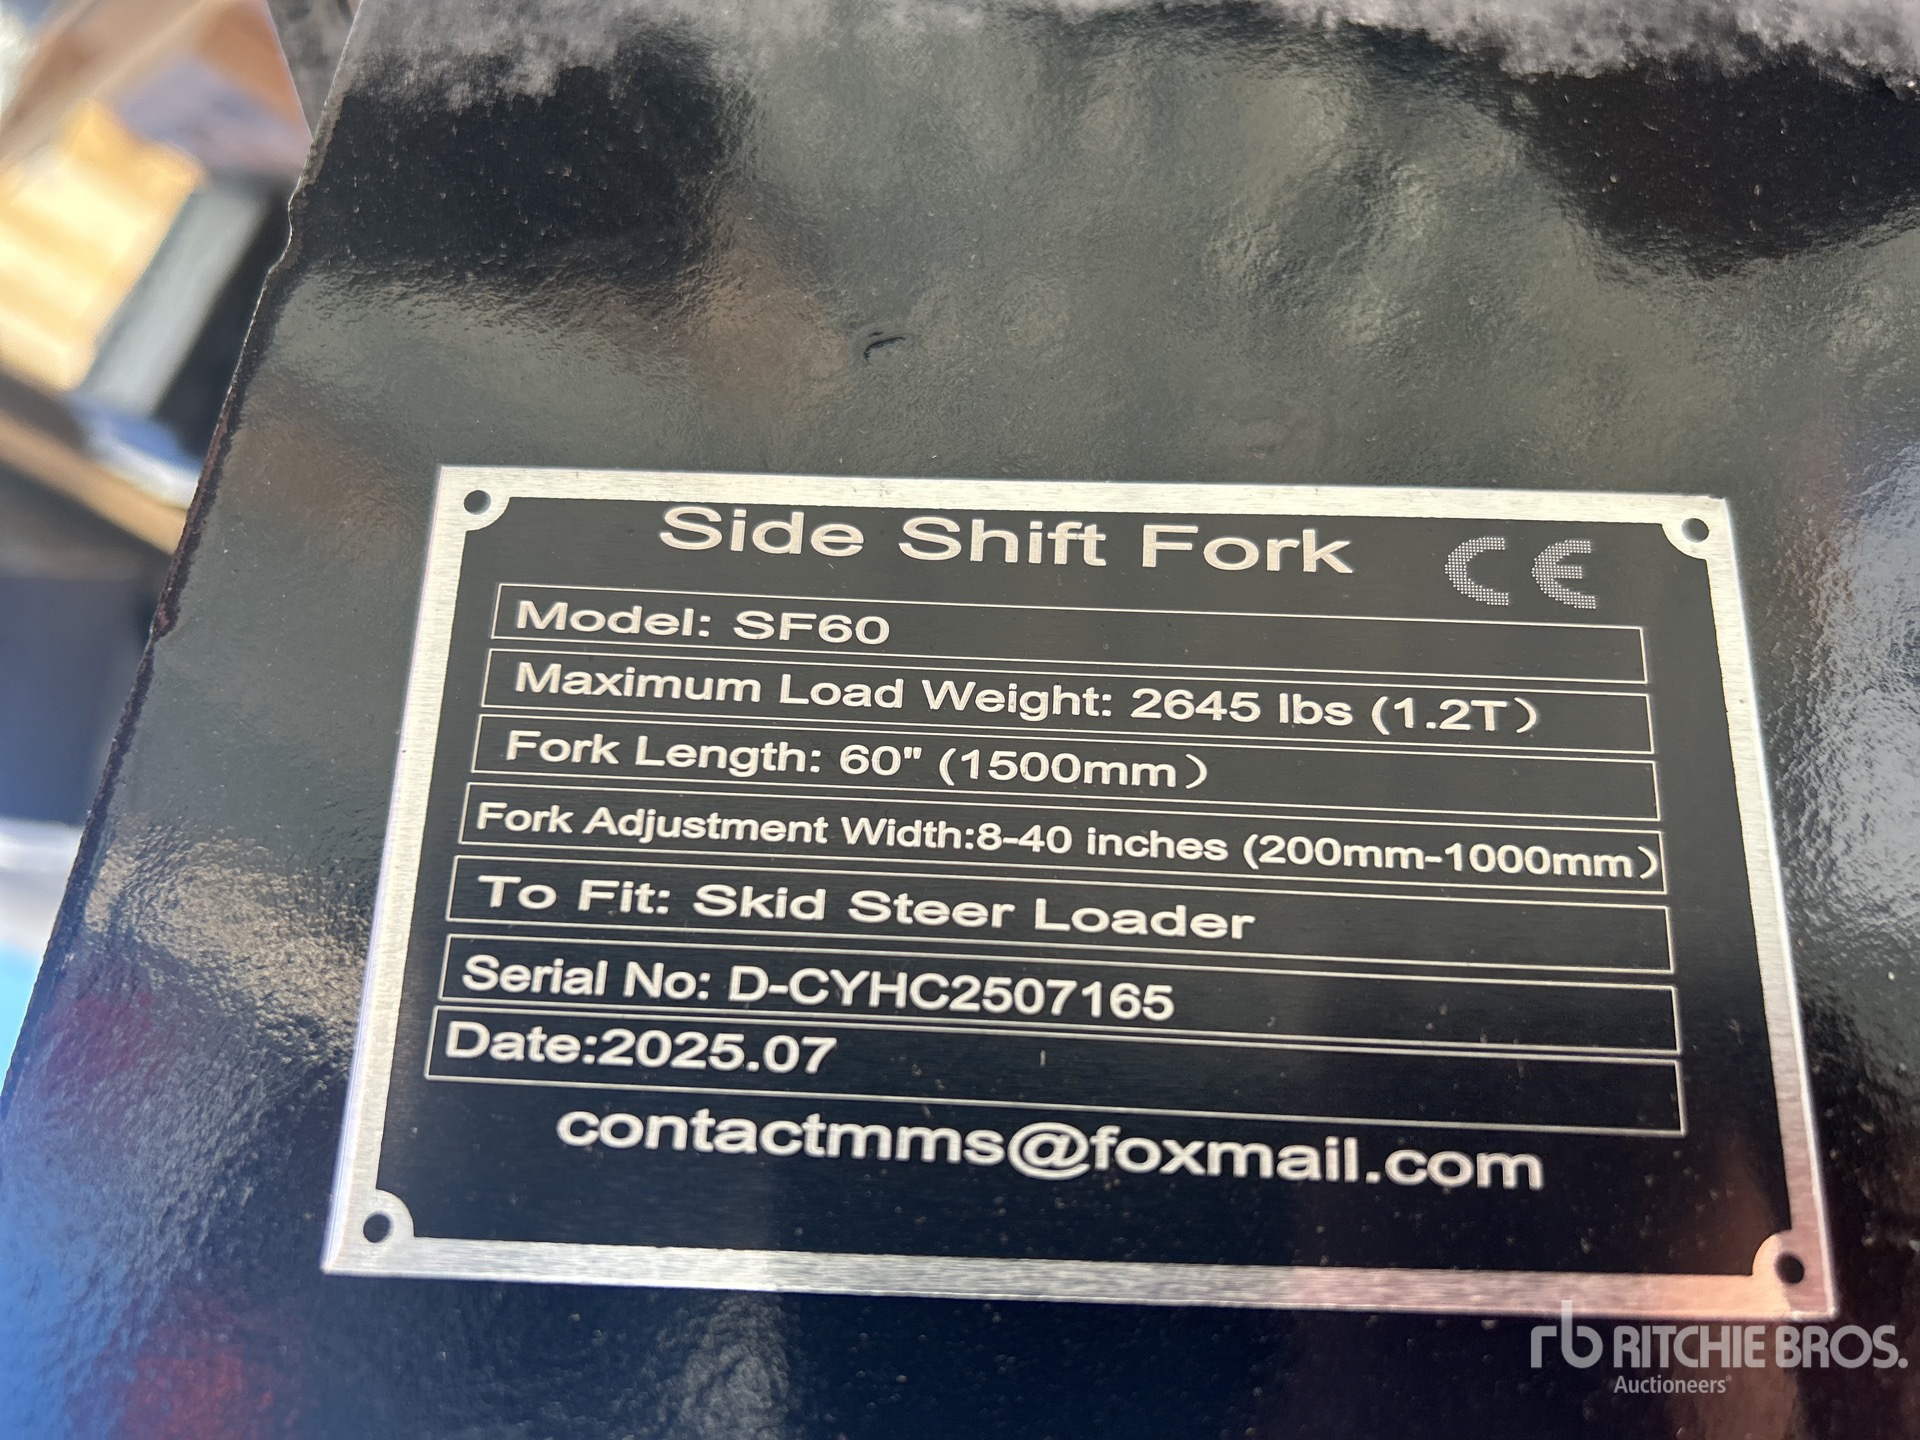 Side Shift Fork CE
Model: SF60
Maximum Load Weight: 2645 lbs (1.2T）
Fork Length: 60" (1500mm）
Fork Adjustment Width:8-40 inches (200mm-1000mm）
To Fit: Skid Steer Loader
Serial No: D-CYHC2507165
Date:2025.07
contactmms@foxmail.com
rb RITCHIE BROS.
Auctioneers